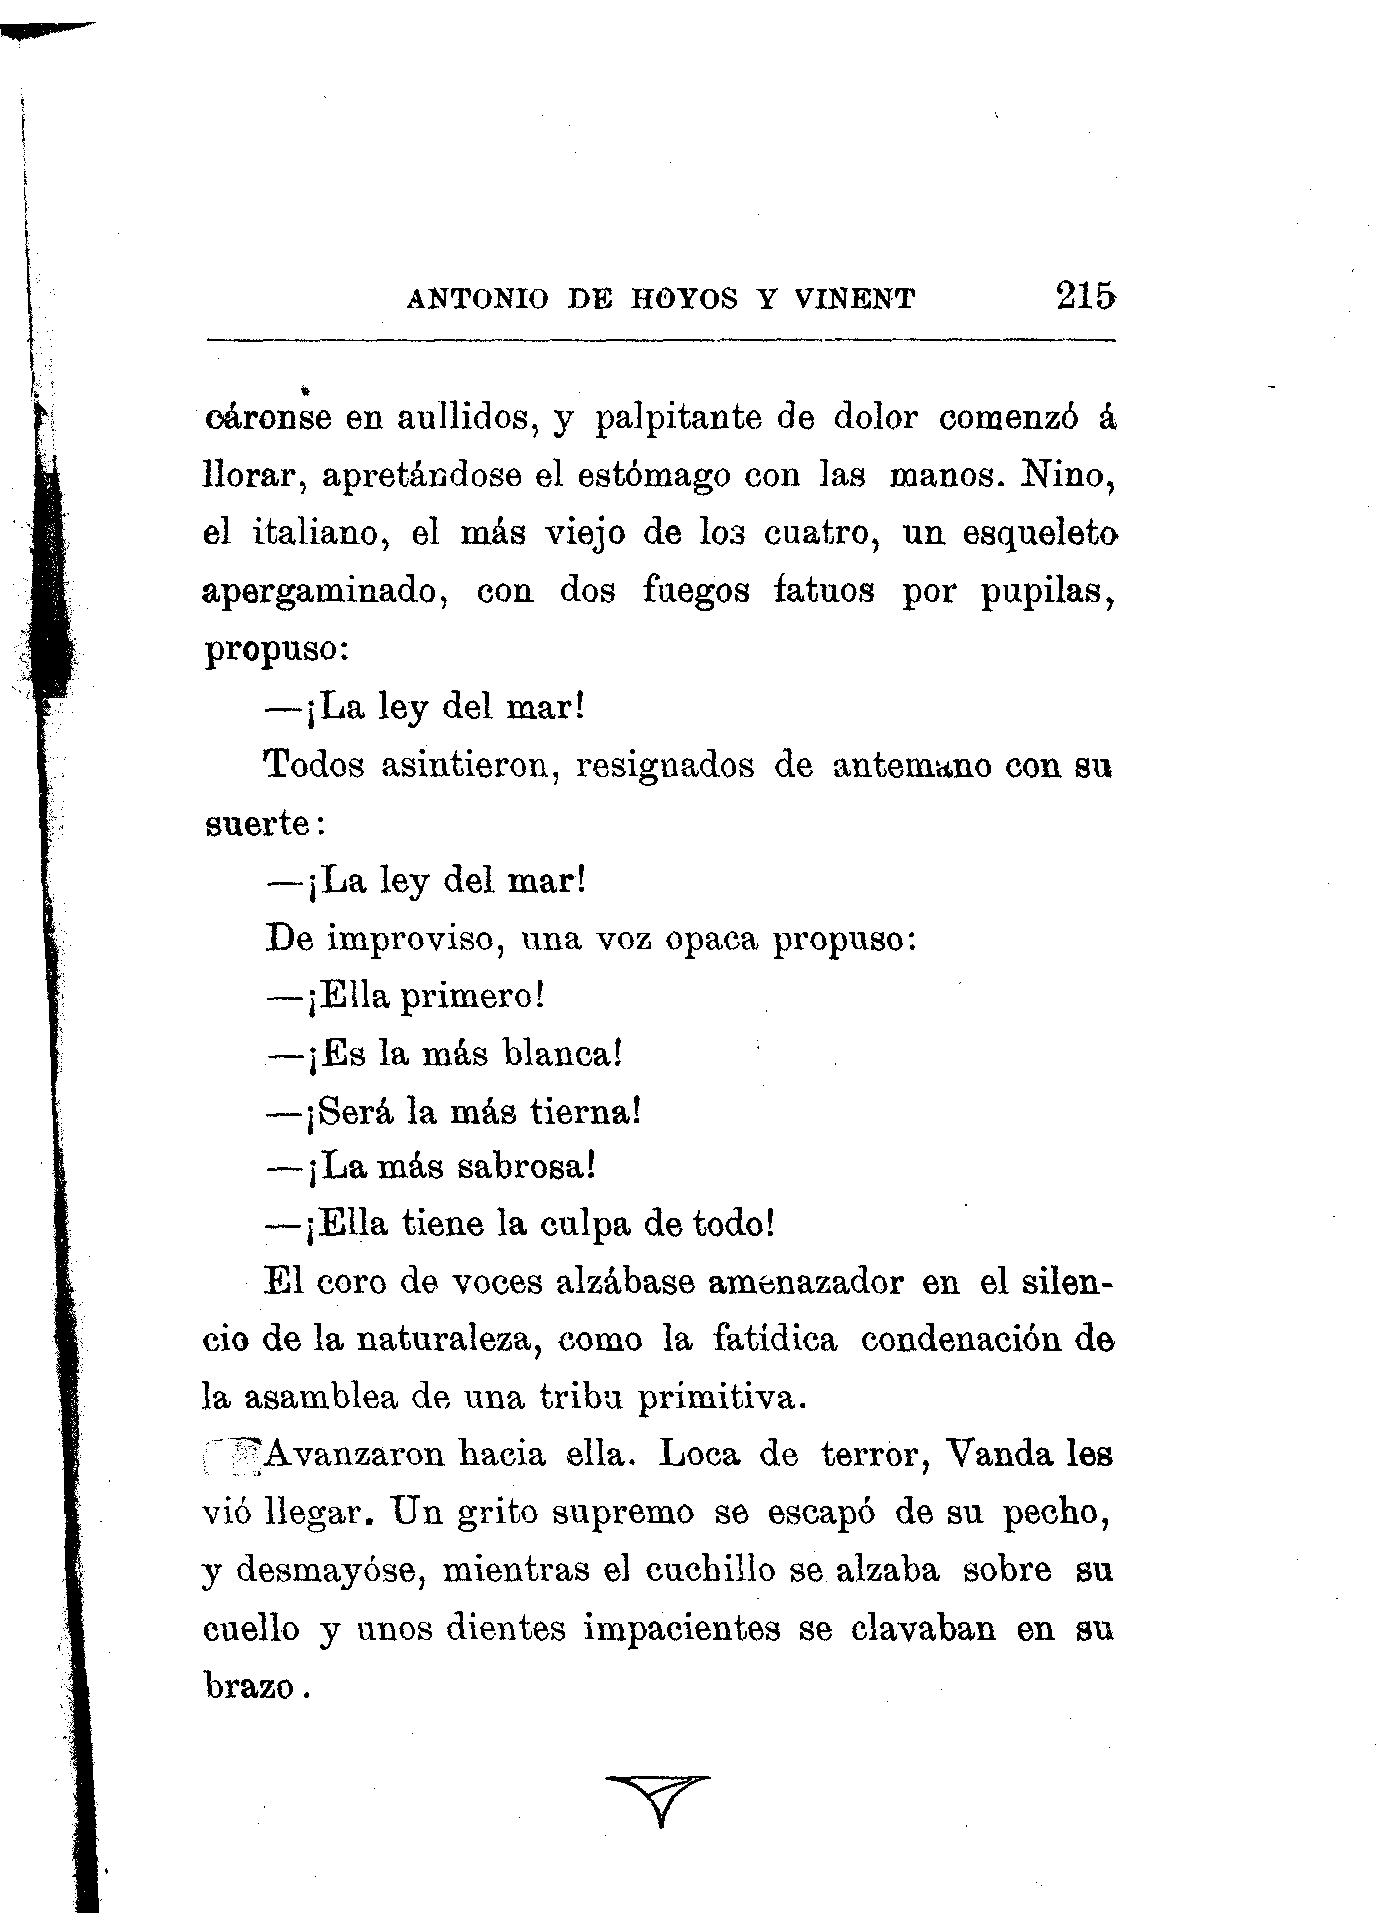 ANTONIO DE HOYOS Y VINENT 215
cáronse en aullidos, y palpitante de dolor comenzó á
llorar, apretándose el estómago con las manos. Nino,
el italiano, el más viejo de los cuatro, un esqueleto
apergaminado, con dos fuegos fatuos por pupilas,
propuso:
—¡La ley del mar!
Todos asintieron, resignados de antemano con su
suerte:
—¡La ley del mar!
De improviso, una voz opaca propuso:
—¡Ella primero!
—¡Es la más blanca!
—¡Será la más tierna!
—¡La más sabrosa!
—¡Ella tiene la culpa de todo!
El coro de voces alzábase amenazador en el silen-
cio de la naturaleza, como la fatídica condenación de
la asamblea de una tribu primitiva.
Avanzaron hacia ella. Loca de terror, Vanda les
vió llegar. Un grito supremo se escapó de su pecho,
y desmayóse, mientras el cuchillo se alzaba sobre su
cuello y unos dientes impacientes se clavaban en su
brazo.